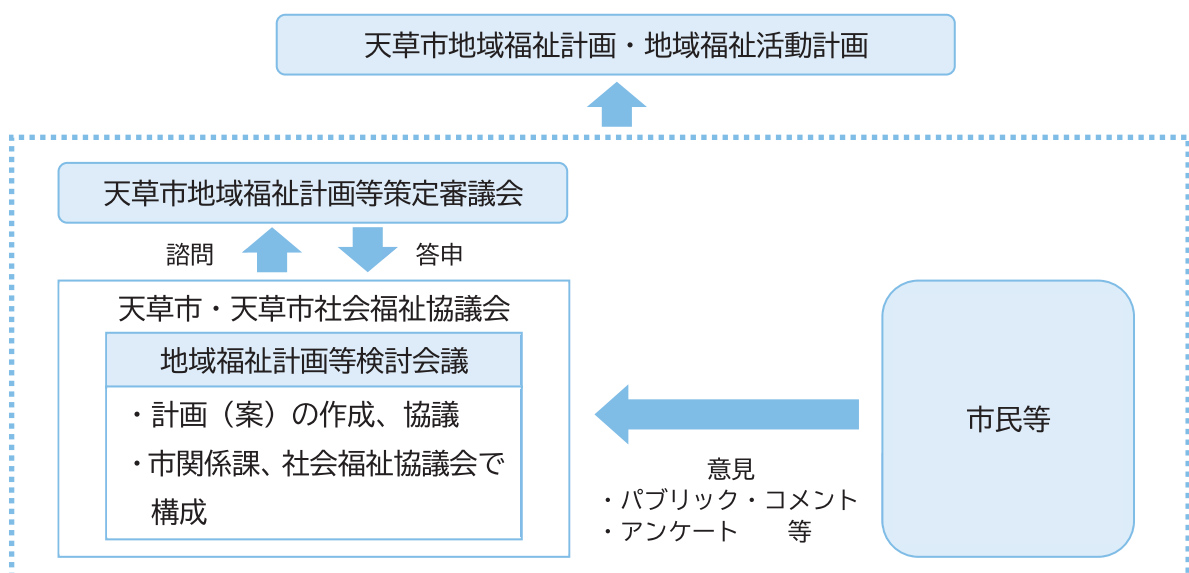 天草市地域福祉計画・地域福祉活動計画
天草市地域福祉計画等策定審議会
諮問
答申
天草市・天草市社会福祉協議会
地域福祉計画等検討会議
・計画（案）の作成、協議
・市関係課、社会福祉協議会で
構成
意見
・パブリック・コメント
・アンケート　　等
市民等